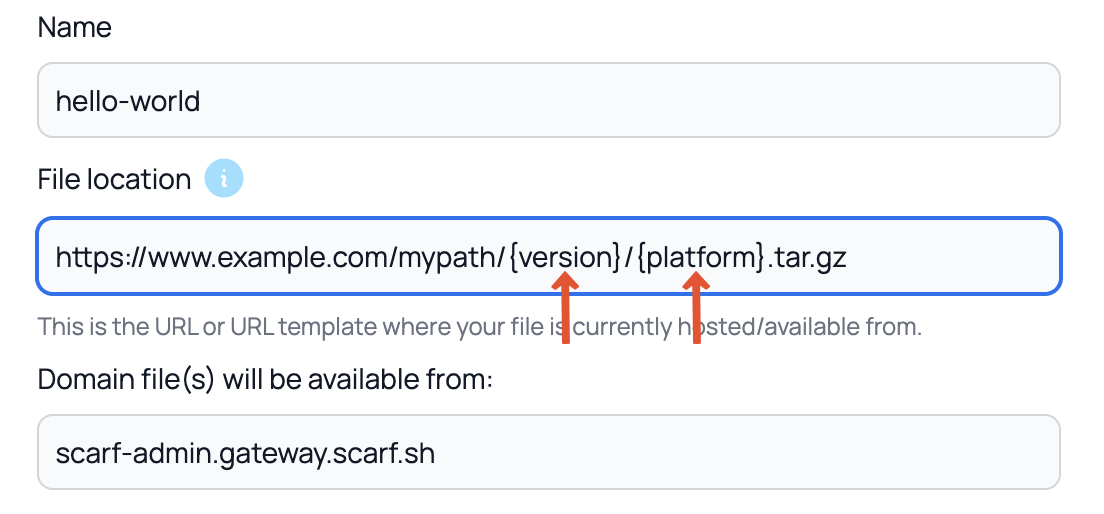 Name
hello-world
File location i
https://www.example.com/mypath/{version}/{platform}.tar.gz
This is the URL or URL template where your file is currently hosted/available from.
Domain file(s) will be available from:
scarf-admin.gateway.scarf.sh